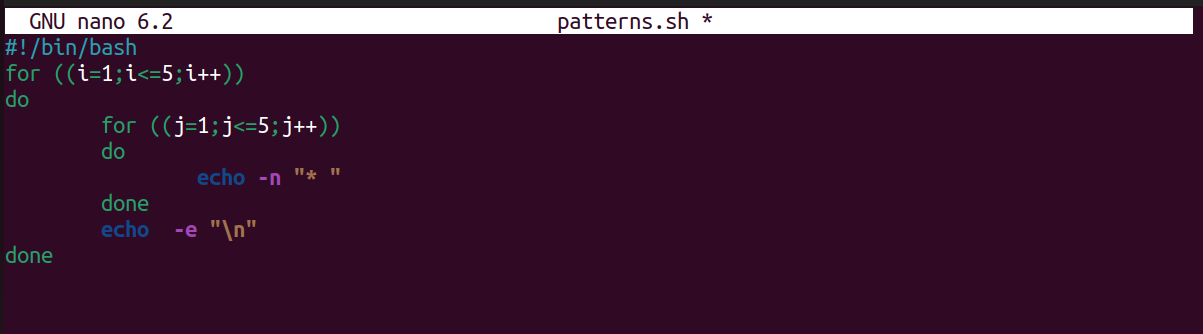 GNU nano 6.2 patterns.sh *
#!/bin/bash
for ((i=1;i<=5;i++))
do
        for ((j=1;j<=5;j++))
        do
                echo -n "* "
        done
        echo  -e "\n"
done